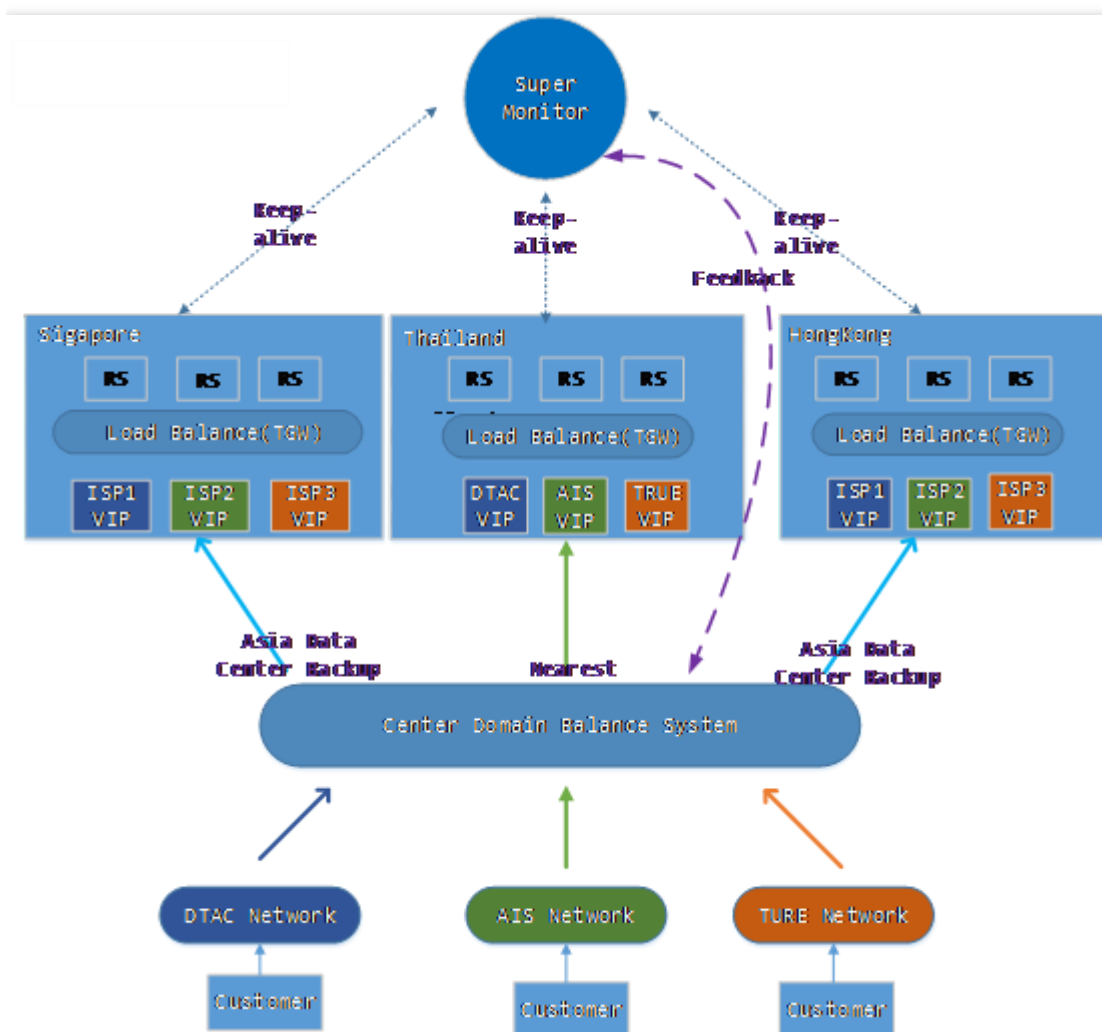 Super
Monitor
Keep-
alive
Keep-
alive
Keep-
alive
Feedback
Sigapore
RS RS RS
Load Balance(TGW)
ISP1
VIP
ISP2
VIP
ISP3
VIP
Thailand
RS RS RS
Load Balance(TGW)
DTAC
VIP
AIS
VIP
TRUE
VIP
HongKong
RS RS RS
Load Balance(TGW)
ISP1
VIP
ISP2
VIP
ISP3
VIP
Asia Data
Center Backup
Nearest
Asia Data
Center Backup
Center Domain Balance System
DTAC Network
AIS Network
TURE Network
Customer
Customer
Customer